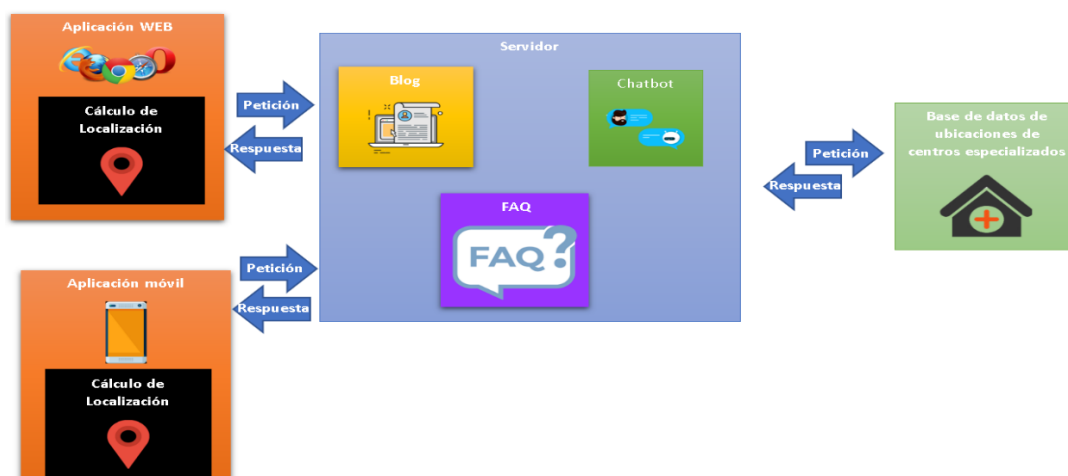 Aplicación WEB
Cálculo de
Localización
Petición
Respuesta
Servidor
Blog
Chatbot
FAQ
FAQ?
Petición
Respuesta
Base de datos de
ubicaciones de
centros especializados
Aplicación móvil
Cálculo de
Localización
Petición
Respuesta